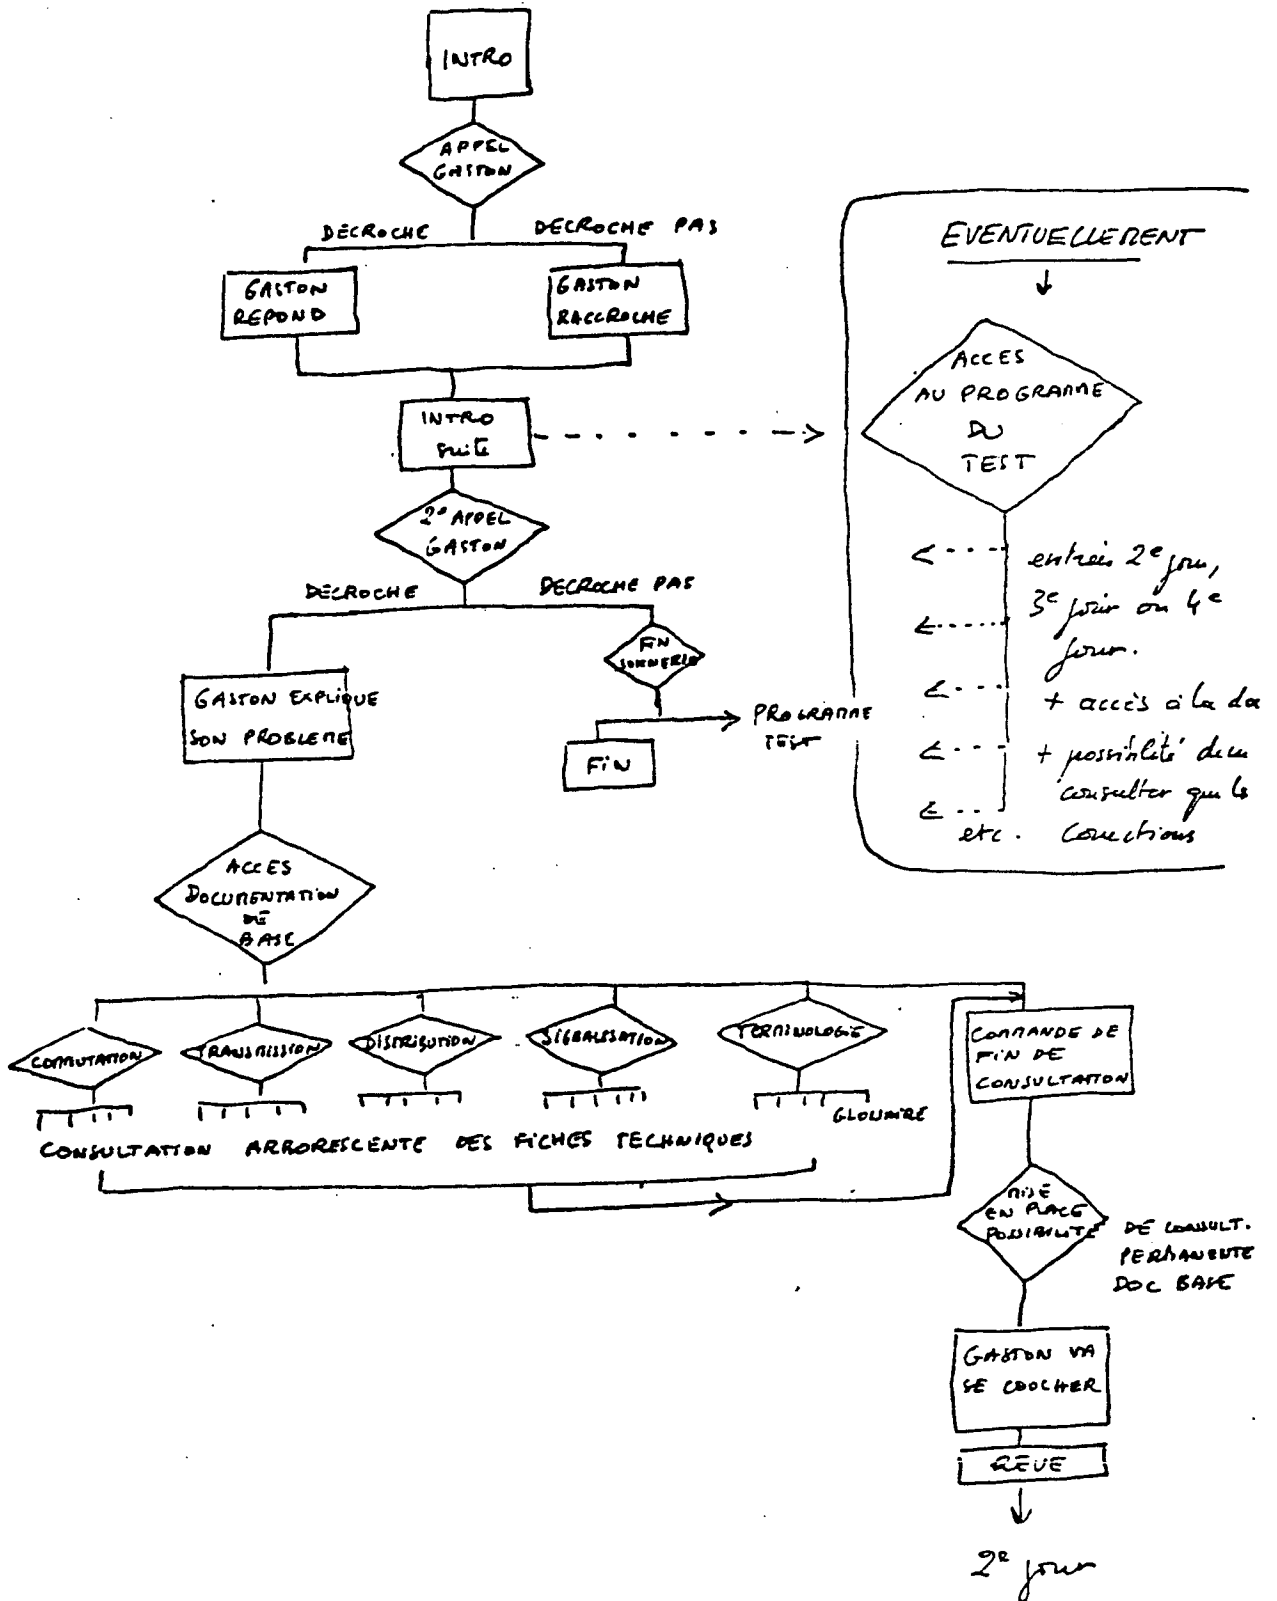 INTRO
APPEL
GASTON
DECROCHE
DECROCHE PAS
GASTON
REPOND
GASTON
RACCROCHE
INTRO
suite
2e APPEL
GASTON
DECROCHE
DECROCHE PAS
FIN
SONNERIE
GASTON EXPLIQUE
SON PROBLEME
PROGRAMME
TEST
FIN
ACCES
DOCUMENTATION
DE
BASE
COMMUTATION
TRANSMISSION
DISTRIBUTION
SIGNALISATION
TERMINOLOGIE
GLOSSAIRE
CONSULTATION ARBORESCENTE DES FICHES TECHNIQUES
COMMANDE DE
FIN DE
CONSULTATION
MISE
EN PLACE
POSSIBILITE
DE CONSULT.
PERMANENTE
DOC BASE
GASTON VA
SE COUCHER
RÊVE
2e jour
EVENTUELLEMENT
ACCES
AU PROGRAMME
DU
TEST
entrées 2e jour,
3e jour ou 4e
jour.
+ accès à la do
+ possibilité de
consulter que le
etc. corrections